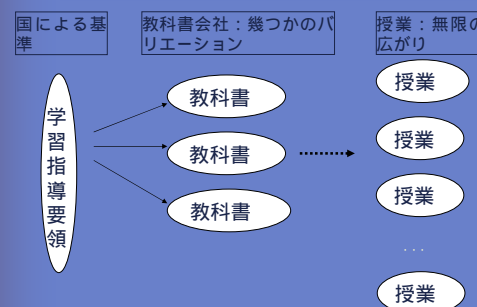 国による基
準
教科書会社：幾つかのバ
リエーション
授業：無限の
広がり
学習指導要領
教科書
教科書
教科書
授業
授業
授業
...
授業